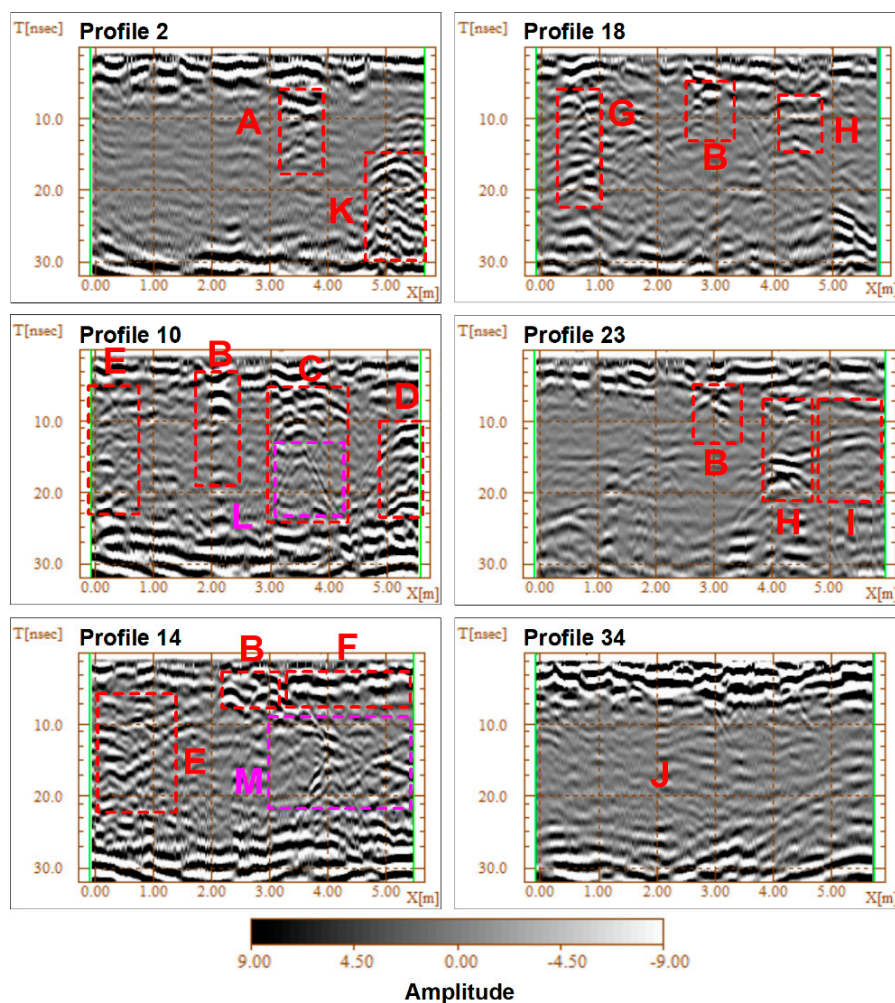 T[nsec] Profile 2
10.0
20.0
30.0
A
K
0.00 1.00 2.00 3.00 4.00 5.00
X[m]
T[nsec] Profile 18
10.0
20.0
30.0
G
B
H
0.00 1.00 2.00 3.00 4.00 5.00
X[m]
T[nsec] Profile 10
10.0
20.0
30.0
E
B
C
D
L
0.00 1.00 2.00 3.00 4.00 5.00
X[m]
T[nsec] Profile 23
10.0
20.0
30.0
B
H
I
0.00 1.00 2.00 3.00 4.00 5.00
X[m]
T[nsec] Profile 14
10.0
20.0
30.0
B
F
E
M
0.00 1.00 2.00 3.00 4.00 5.00
X[m]
T[nsec] Profile 34
10.0
20.0
30.0
J
0.00 1.00 2.00 3.00 4.00 5.00
X[m]
9.00 4.50 0.00 -4.50 -9.00
Amplitude